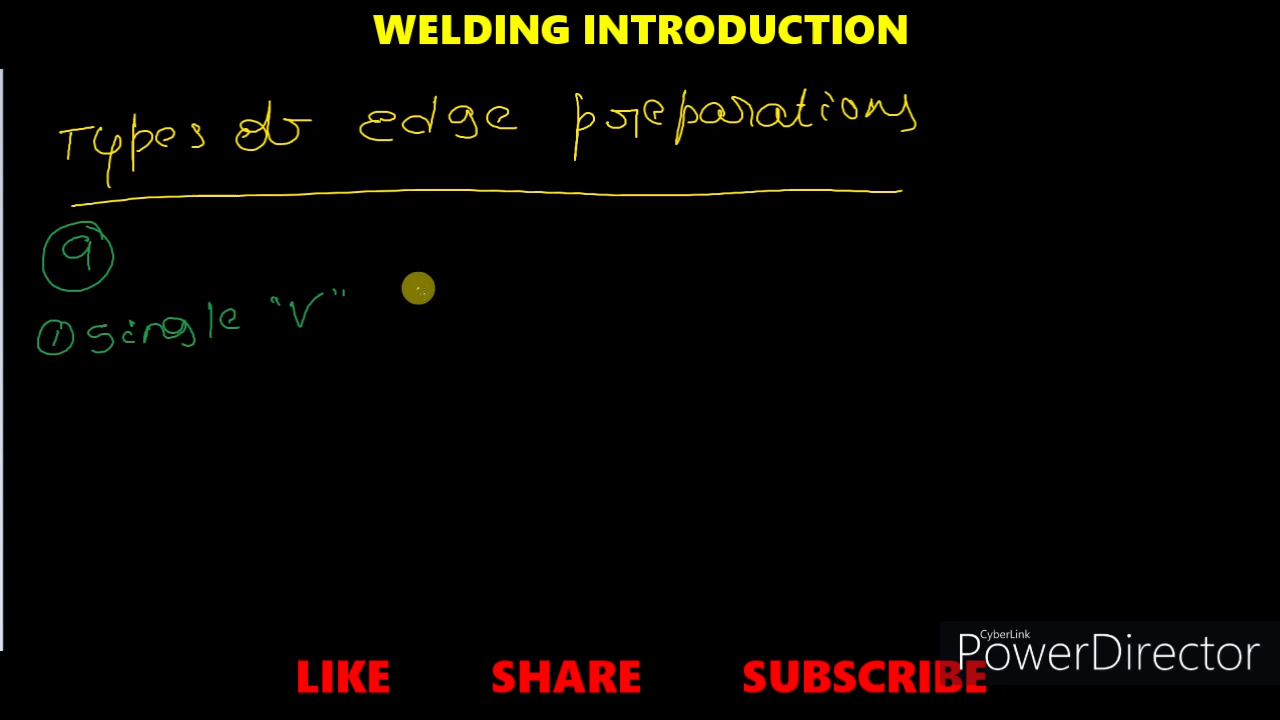 WELDING INTRODUCTION
Types of edge preparations
9
① Single "V"
CyberLink
PowerDirector
LIKE SHARE SUBSCRIBE